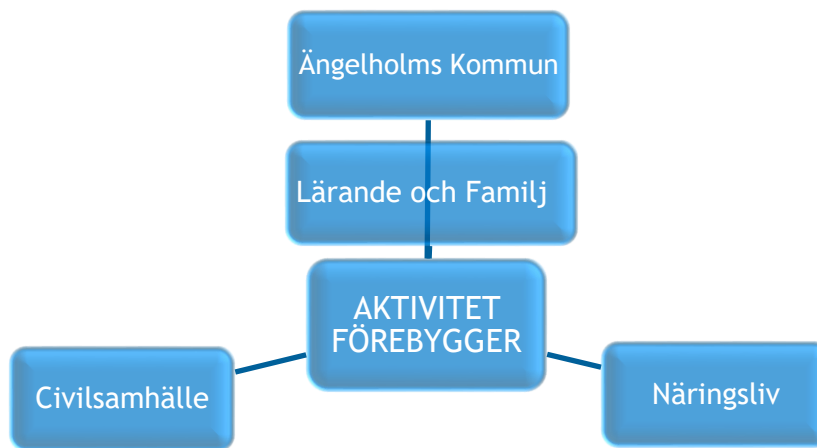 Ängelholms Kommun
Lärande och Familj
AKTIVITET
FÖREBYGGER
Civilsamhälle
Näringsliv